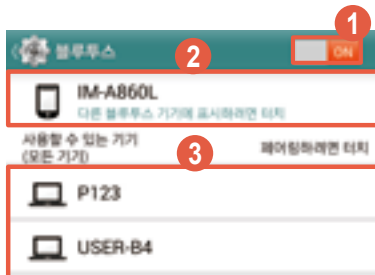 1
블루투스
ON
2
IM-A860L
다른 블루투스 기기에 표시하려면 터치
사용할 수 있는 기기
(모든 기기)
3
페어링하려면 터치
P123
USER-B4